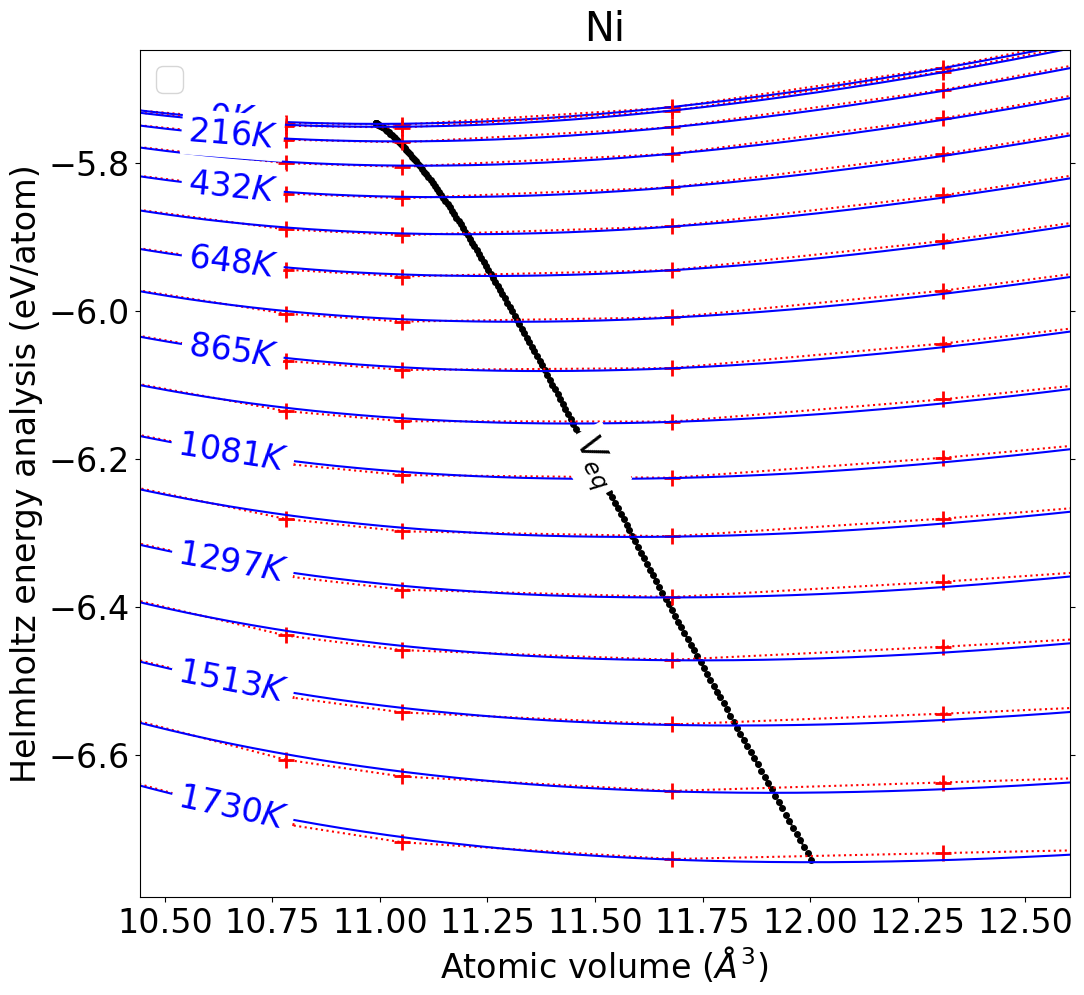 Ni
Helmholtz energy analysis (eV/atom)
−5.8
−6.0
−6.2
−6.4
−6.6
0K
216K
432K
648K
865K
1081K
1297K
1513K
1730K
V_eq
10.50 10.75 11.00 11.25 11.50 11.75 12.00 12.25 12.50
Atomic volume (Å³)